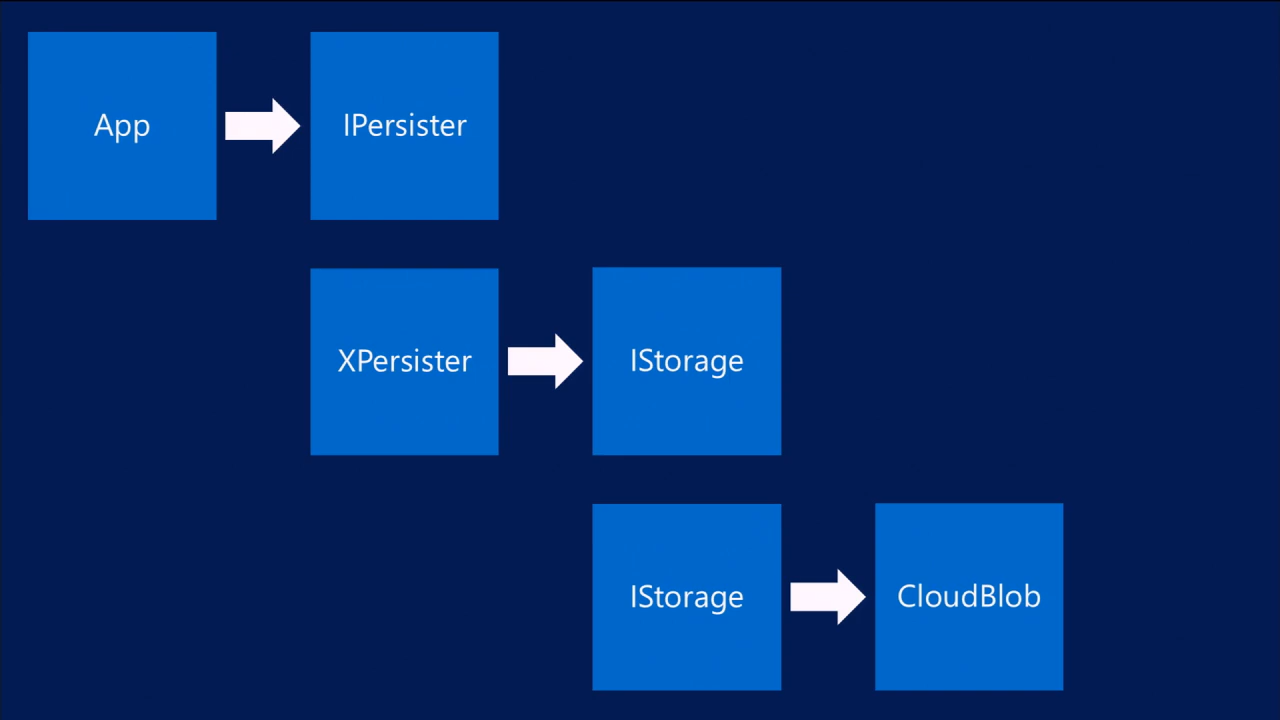 App
IPersister
XPersister
IStorage
IStorage
CloudBlob